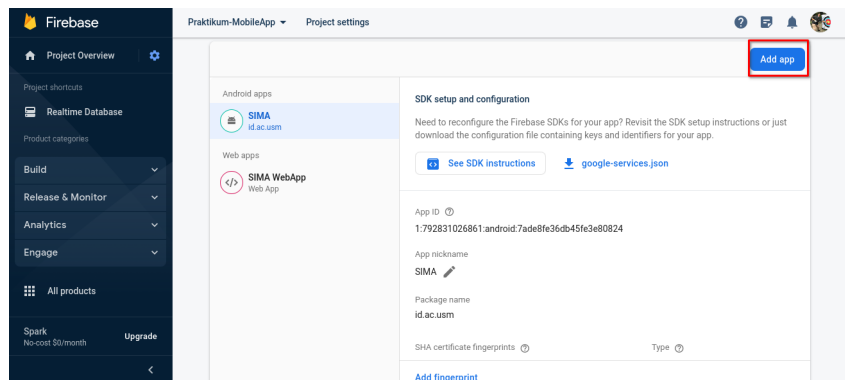 Firebase
Praktikum-MobileApp
Project settings
Project Overview
Project shortcuts
Realtime Database
Product categories
Build
Release & Monitor
Analytics
Engage
All products
Spark
No-cost $0/month
Upgrade
Add app
Android apps
SIMA
id.ac.usm
Web apps
SIMA WebApp
Web App
SDK setup and configuration
Need to reconfigure the Firebase SDKs for your app? Revisit the SDK setup instructions or just
download the configuration file containing keys and identifiers for your app.
See SDK instructions
google-services.json
App ID
1:792831026861:android:7ade8fe36db45fe3e80824
App nickname
SIMA
Package name
id.ac.usm
SHA certificate fingerprints
Type
Add fingerprint